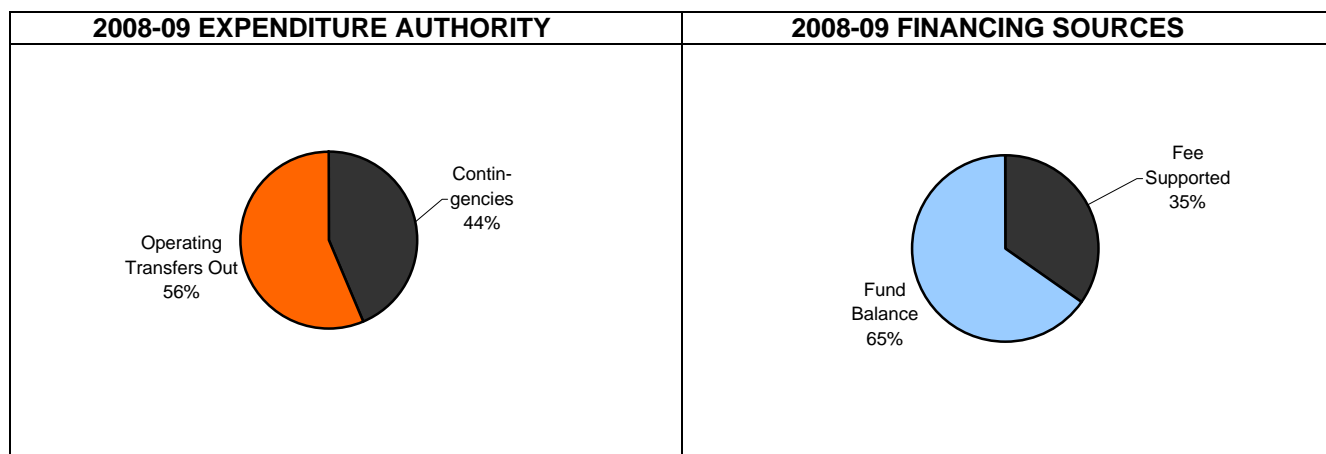 2008-09 EXPENDITURE AUTHORITY
Contin-
gencies
44%
Operating
Transfers Out
56%
2008-09 FINANCING SOURCES
Fee
Supported
35%
Fund
Balance
65%